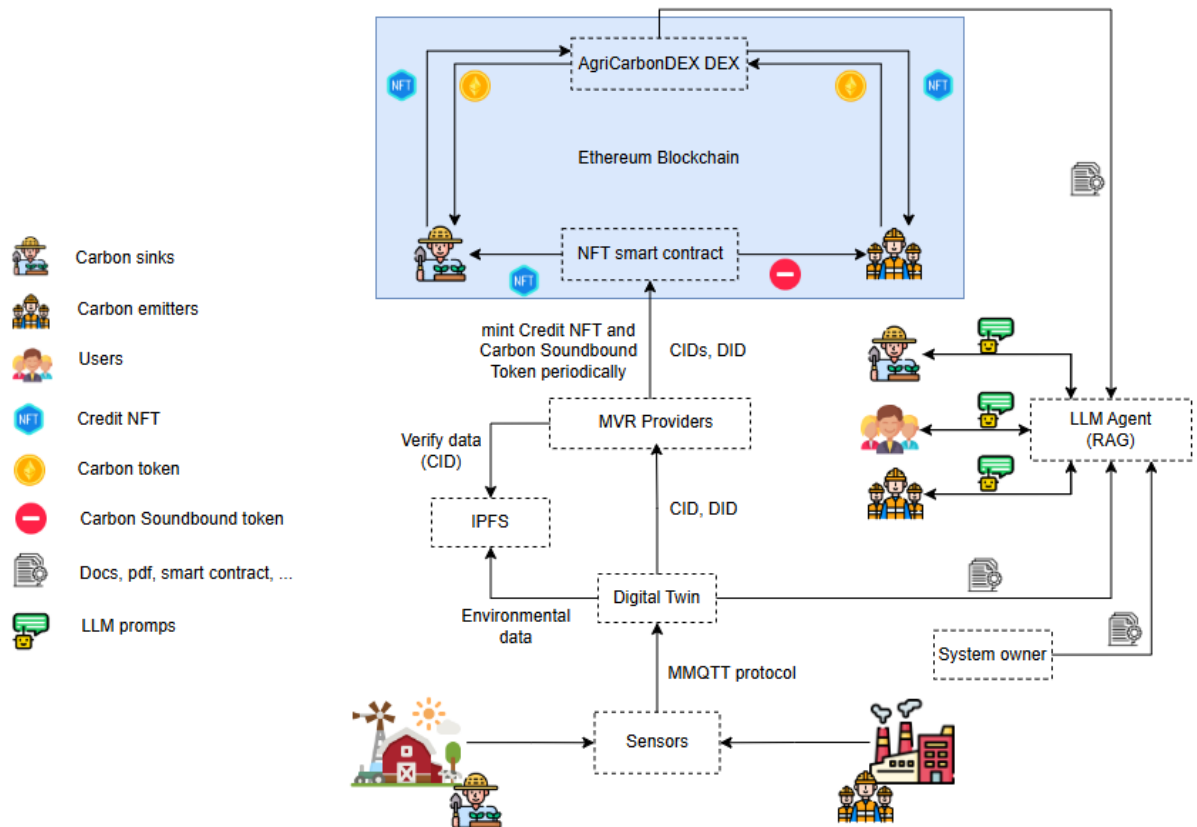 AgriCarbonDEX DEX
NFT
NFT
Ethereum Blockchain
NFT smart contract
NFT
mint Credit NFT and
Carbon Soundbound
Token periodically
CIDs, DID
MVR Providers
Verify data
(CID)
IPFS
CID, DID
Digital Twin
Environmental
data
MMQTT protocol
Sensors
LLM Agent
(RAG)
System owner
Carbon sinks
Carbon emitters
Users
NFT
Credit NFT
Carbon token
Carbon Soundbound token
Docs, pdf, smart contract, ...
LLM promps